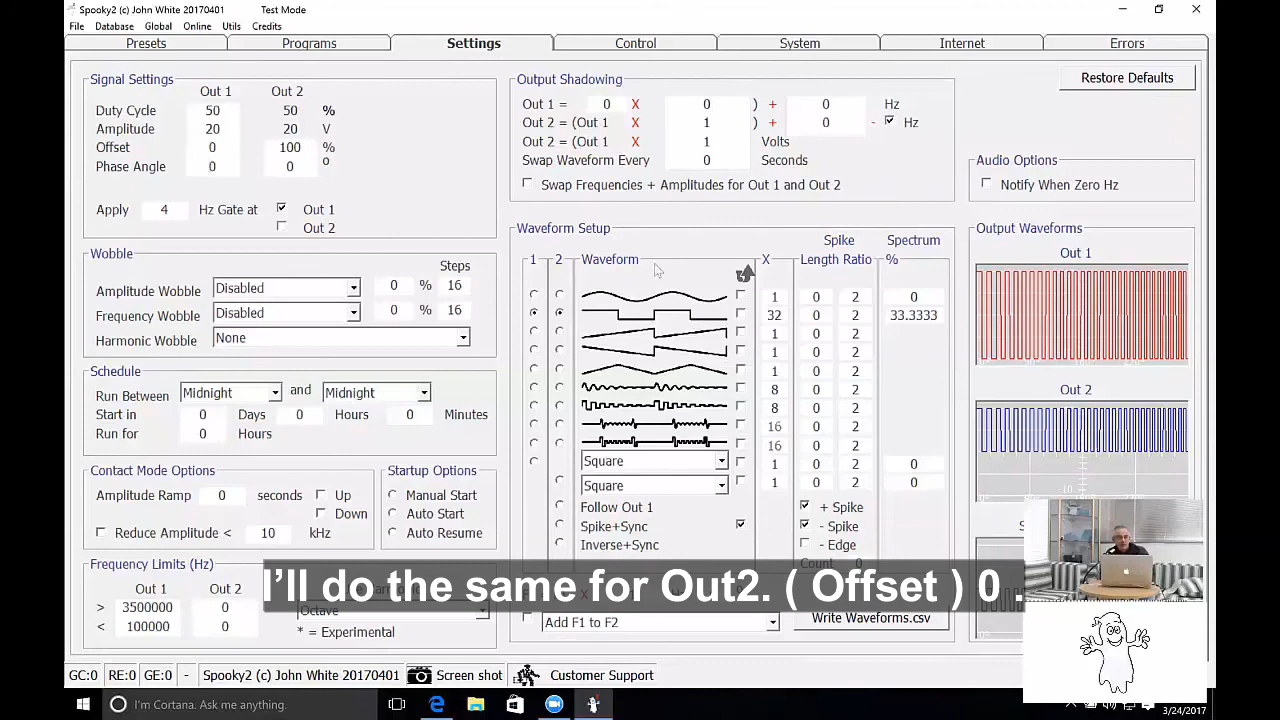 Spooky2 (c) John White 20170401 Test Mode
File Database Global Online Utils Credits
Presets Programs Settings Control System Internet Errors
Signal Settings
Out 1 Out 2
Duty Cycle 50 50 %
Amplitude 20 20 V
Offset 0 100 %
Phase Angle 0 0 o
Apply 4 Hz Gate at Out 1
Out 2
Wobble
Steps
Amplitude Wobble Disabled 0 % 16
Frequency Wobble Disabled 0 % 16
Harmonic Wobble None
Schedule
Run Between Midnight and Midnight
Start in 0 Days 0 Hours 0 Minutes
Run for 0 Hours
Contact Mode Options
Amplitude Ramp 0 seconds Up
Down
Reduce Amplitude < 10 kHz
Startup Options
Manual Start
Auto Start
Auto Resume
Frequency Limits (Hz)
Out 1 Out 2
> 3500000 0
< 100000 0
Octave
* = Experimental
Output Shadowing
Out 1 = 0 X 0 ) + 0 Hz
Out 2 = (Out 1 X 1 ) + 0 - Hz
Out 2 = (Out 1 X 1 Volts
Swap Waveform Every 0 Seconds
Swap Frequencies + Amplitudes for Out 1 and Out 2
Waveform Setup
Spike Spectrum
1 2 Waveform X Length Ratio %
1 0 2 0
32 0 2 33.3333
1 0 2
1 0 2
1 0 2
8 0 2
8 0 2
16 0 2
16 0 2
Square 1 0 2 0
Square 1 0 2 0
Follow Out 1 + Spike
Spike+Sync - Spike
Inverse+Sync - Edge
Count 0
Add F1 to F2 Write Waveforms.csv
Restore Defaults
Audio Options
Notify When Zero Hz
Output Waveforms
Out 1
Out 2
I'll do the same for Out2. ( Offset ) 0
GC:0 RE:0 GE:0 - Spooky2 (c) John White 20170401 Screen shot Customer Support
I'm Cortana. Ask me anything.
3/24/2017